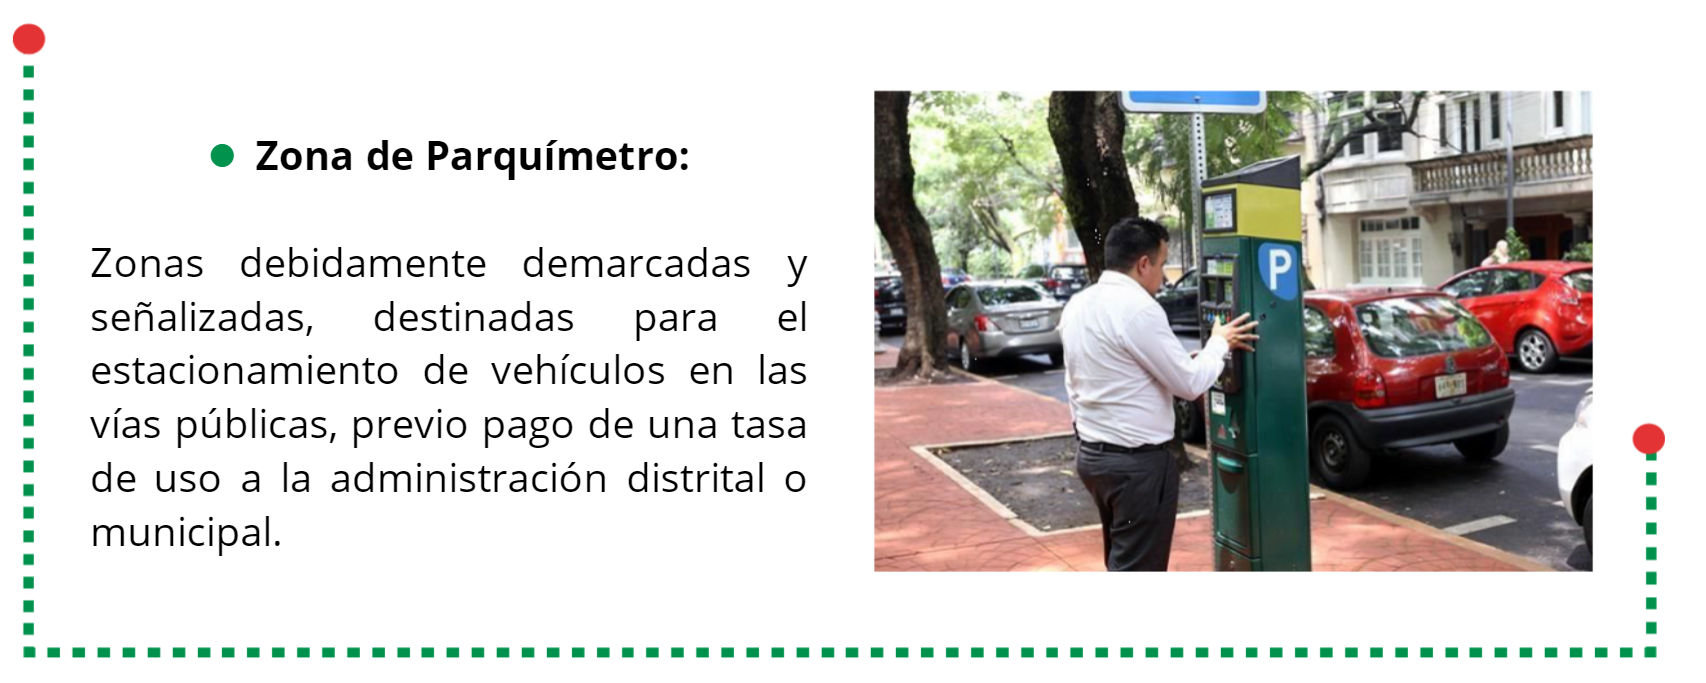 Zona de Parquímetro:
Zonas debidamente demarcadas y
señalizadas, destinadas para el
estacionamiento de vehículos en las
vías públicas, previo pago de una tasa
de uso a la administración distrital o
municipal.
P